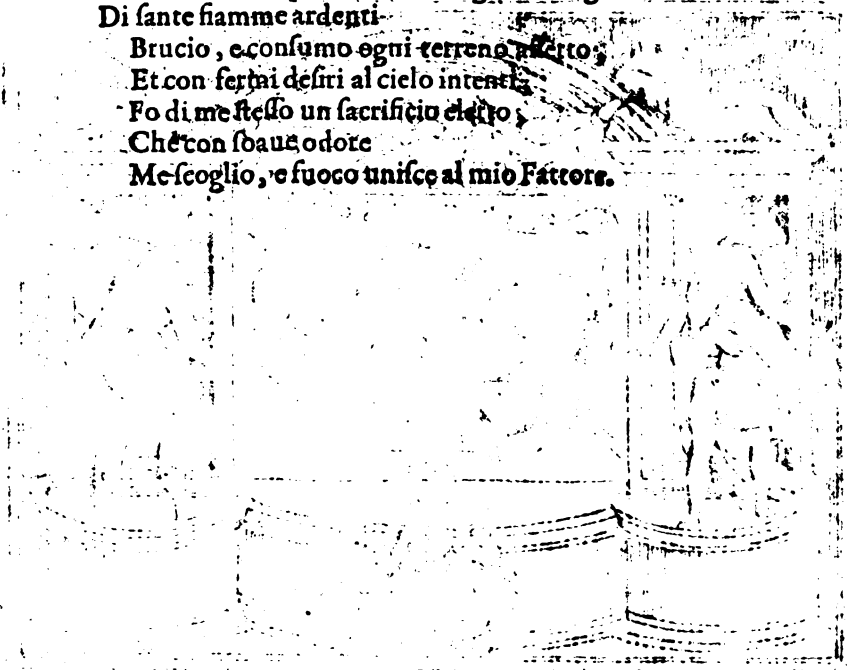 Di ſante fiamme ardenti
Brucio, e conſumo ogni terreno affetto;
Et con fermi deſiri al cielo intenti,
Fo di me ſteſſo un ſacrificio eletto;
Che con ſoave odore
Me ſcoglio, e fuoco uniſce al mio Fattore.